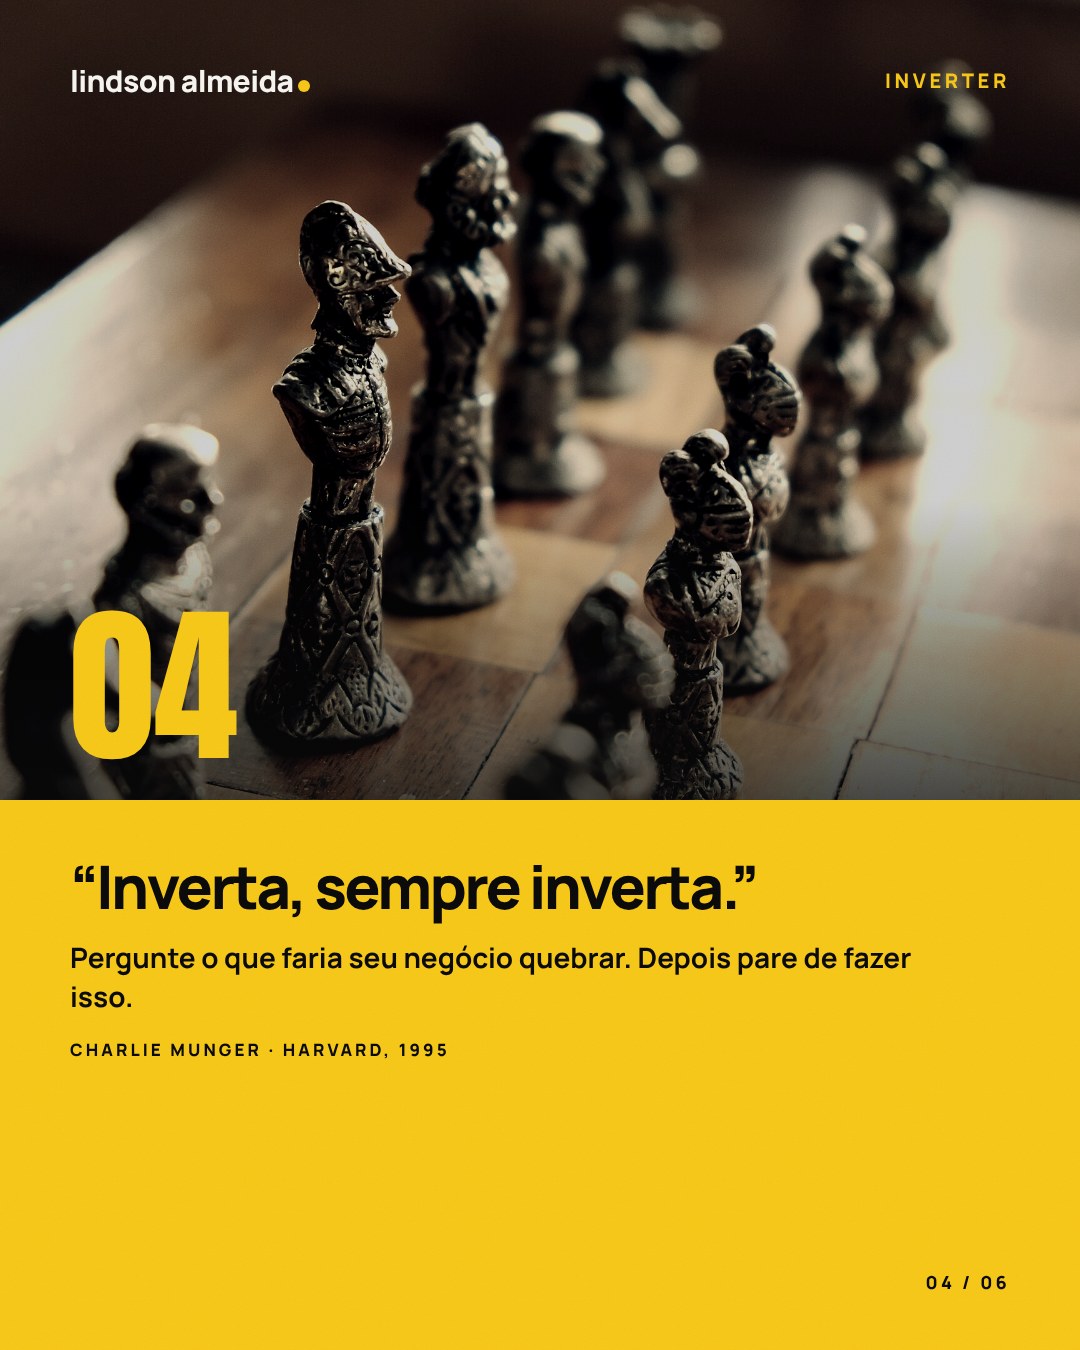 lindson almeida
INVERTER
04
“Inverta, sempre inverta.”
Pergunte o que faria seu negócio quebrar. Depois pare de fazer
isso.
CHARLIE MUNGER · HARVARD, 1995
04 / 06